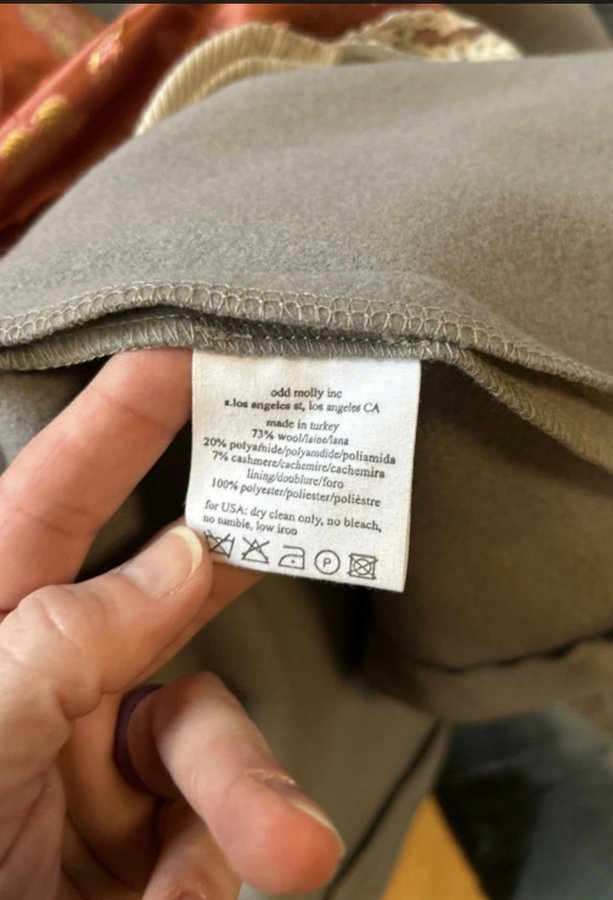 odd molly inc
s.los angeles st, los angeles CA
made in turkey
73% wool/laine/lana
20% polyamide/polyamdide/poliamida
7% cashmere/cachemire/cachemira
lining/doublure/foro
100% polyester/poliester/polièstre
for USA: dry clean only, no bleach,
no tumble, low iron
P